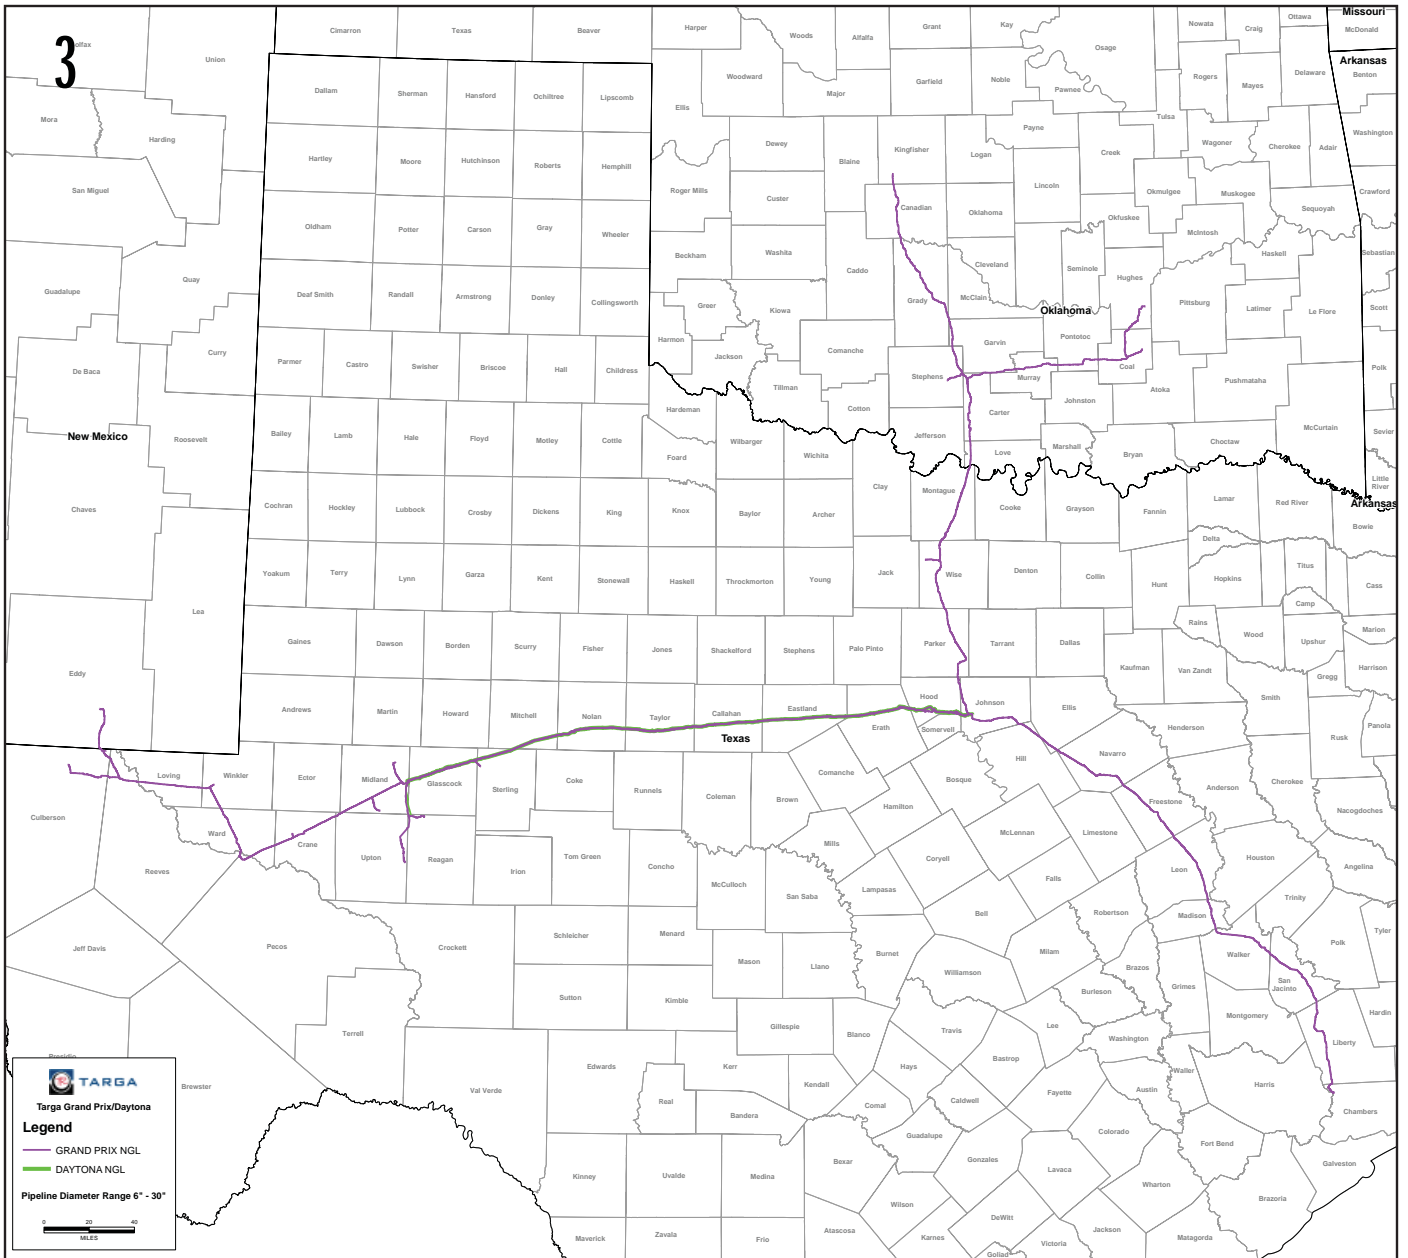 3
Missouri
Cimarron Texas Beaver Harper Woods Alfalfa Grant Kay Osage Nowata Craig Ottawa McDonald
Arkansas
olfax Union Woodward Major Garfield Noble Pawnee Rogers Mayes Delaware Benton
Dallam Sherman Hansford Ochiltree Lipscomb Ellis
Mora Harding Dewey Blaine Kingfisher Logan Payne Creek Tulsa Wagoner Cherokee Adair Washington
Hartley Moore Hutchinson Roberts Hemphill
San Miguel Roger Mills Custer Canadian Oklahoma Lincoln Okfuskee Okmulgee Muskogee Sequoyah Crawford
Oldham Potter Carson Gray Wheeler Beckham Washita Caddo Cleveland Seminole Hughes McIntosh Haskell Sebastian
Guadalupe Quay Deaf Smith Randall Armstrong Donley Collingsworth Greer Kiowa Grady McClain Pittsburg Latimer Le Flore Scott
Oklahoma
Curry Harmon Jackson Comanche Garvin Pontotoc
De Baca Parmer Castro Swisher Briscoe Hall Childress Tillman Stephens Murray Coal Atoka Pushmataha Polk
New Mexico
Roosevelt Bailey Lamb Hale Floyd Motley Cottle Hardeman Foard Wilbarger Wichita Cotton Jefferson Carter Love Johnston Marshall Bryan Choctaw McCurtain Sevier
Little
River
Arkansas
Chaves Cochran Hockley Lubbock Crosby Dickens King Knox Baylor Archer Clay Montague Cooke Grayson Fannin Lamar Red River Bowie
Delta
Yoakum Terry Lynn Garza Kent Stonewall Haskell Throckmorton Young Jack Wise Denton Collin Hunt Hopkins Titus Cass
Camp
Lea Gaines Dawson Borden Scurry Fisher Jones Shackelford Stephens Palo Pinto Parker Tarrant Dallas Rains Wood Upshur Marion
Eddy Kaufman Van Zandt Smith Gregg Harrison
Andrews Martin Howard Mitchell Nolan Taylor Callahan Eastland Hood Johnson Ellis Henderson Rusk Panola
Texas
Erath Somervell
Loving Winkler Ector Midland Glasscock Sterling Coke Runnels Coleman Brown Comanche Hamilton Bosque Hill Navarro Freestone Anderson Cherokee Nacogdoches
Culberson Ward Crane Upton Reagan Irion Tom Green Concho Mills McLennan Limestone Leon Houston Angelina
Reeves McCulloch San Saba Lampasas Coryell Falls Trinity
Jeff Davis Pecos Crockett Schleicher Menard Bell Robertson Madison Polk Tyler
Mason Llano Burnet Williamson Milam Brazos Grimes Walker San
Jacinto
Sutton Kimble Burleson Montgomery Liberty Hardin
Terrell Gillespie Blanco Travis Lee Washington
Presidio Brewster Val Verde Edwards Kerr Kendall Hays Bastrop Austin Waller Harris Chambers
Real Bandera Comal Caldwell Fayette Colorado Fort Bend Galveston
Kinney Uvalde Medina Bexar Guadalupe Gonzales Lavaca Wharton Brazoria
Maverick Zavala Frio Atascosa Wilson Karnes DeWitt Goliad Victoria Jackson Matagorda
TARGA
Targa Grand Prix/Daytona
Legend
GRAND PRIX NGL
DAYTONA NGL
Pipeline Diameter Range 6" - 30"
0 20 40
MILES